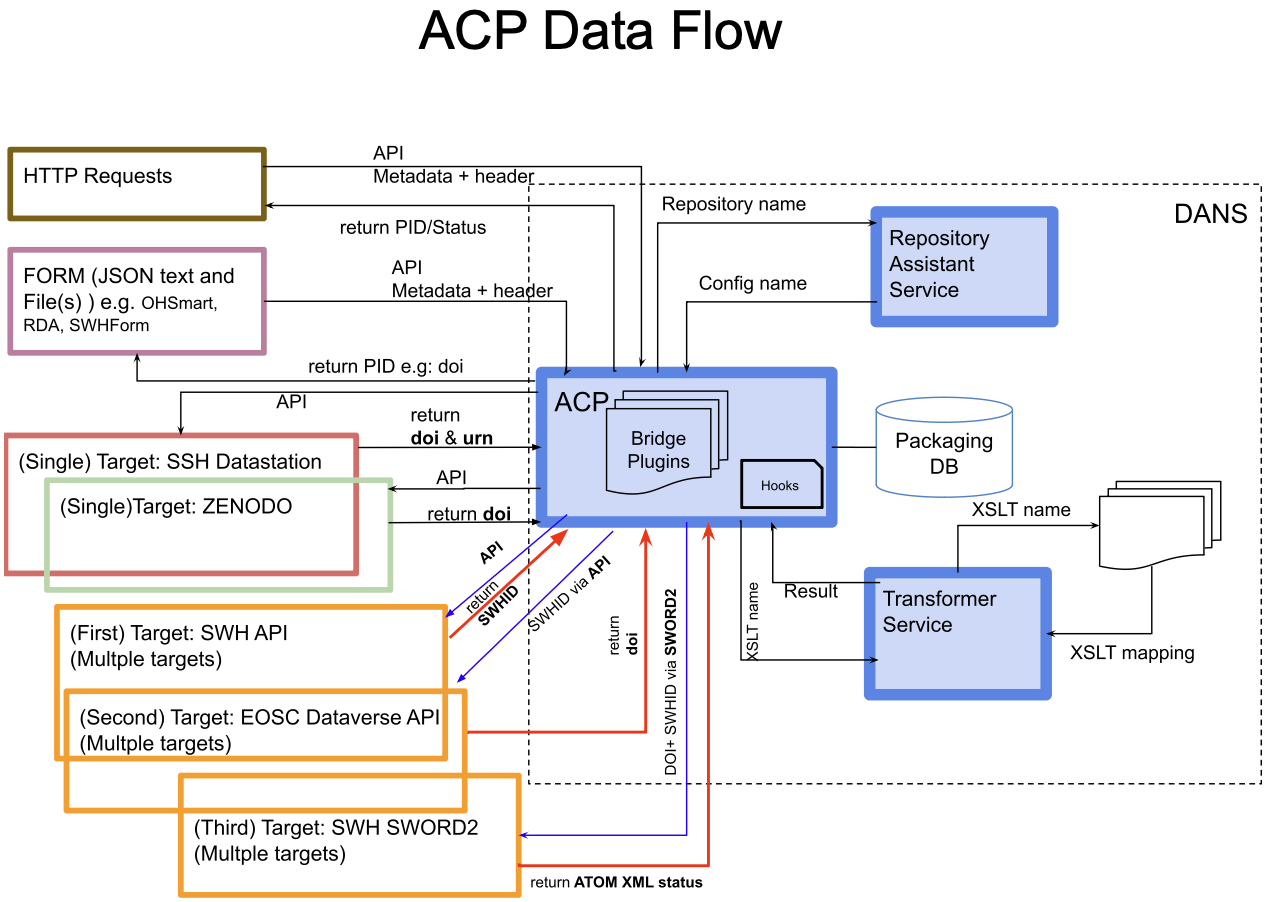 ACP Data Flow
HTTP Requests
API
Metadata + header
return PID/Status
DANS
Repository name
Repository
Assistant
Service
Config name
FORM (JSON text and
File(s) ) e.g. OHSmart,
RDA, SWHForm
API
Metadata + header
return PID e.g: doi
API
ACP
Bridge
Plugins
Hooks
Packaging
DB
return
doi & urn
(Single) Target: SSH Datastation
API
(Single)Target: ZENODO
return doi
XSLT name
API
return
SWHID
SWHID via API
return
doi
DOI+ SWHID via SWORD2
XSLT name
Result
Transformer
Service
XSLT mapping
(First) Target: SWH API
(Multple targets)
(Second) Target: EOSC Dataverse API
(Multple targets)
(Third) Target: SWH SWORD2
(Multple targets)
return ATOM XML status